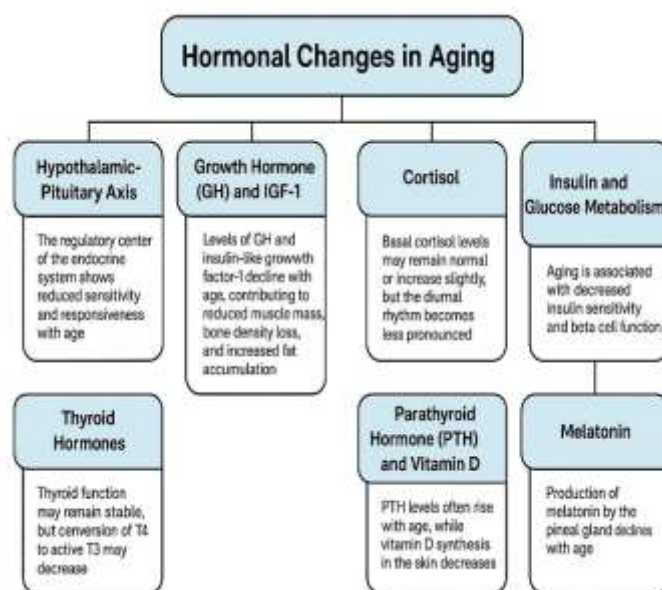 Hormonal Changes in Aging
Hypothalamic-
Pituitary Axis
The regulatory center
of the endocrine
system shows
reduced sensitivity
and responsiveness
with age
Growth Hormone
(GH) and IGF-1
Levels of GH and
insulin-like growwth
factor-1 decline with
age, contributing to
reduced muscle mass,
bone density loss,
and increased fat
accumulation
Cortisol
Basal cortisol levels
may remain normal
or increase slightly,
but the diurnal
rhythm becomes
less pronounced
Insulin and
Glucose Metabolism
Aging is associated
with decreased
insulin sensitivity
and beta cell function
Thyroid
Hormones
Thyroid function
may remain stable,
but cenversion of T4
to active T3 may
decrease
Parathyroid
Hormone (PTH)
and Vitamin D
PTH levels often rise
with age, while
vitamin D synthesis
in the skin decreases
Melatonin
Production of
melatonin by the
pineal gland declines
with age